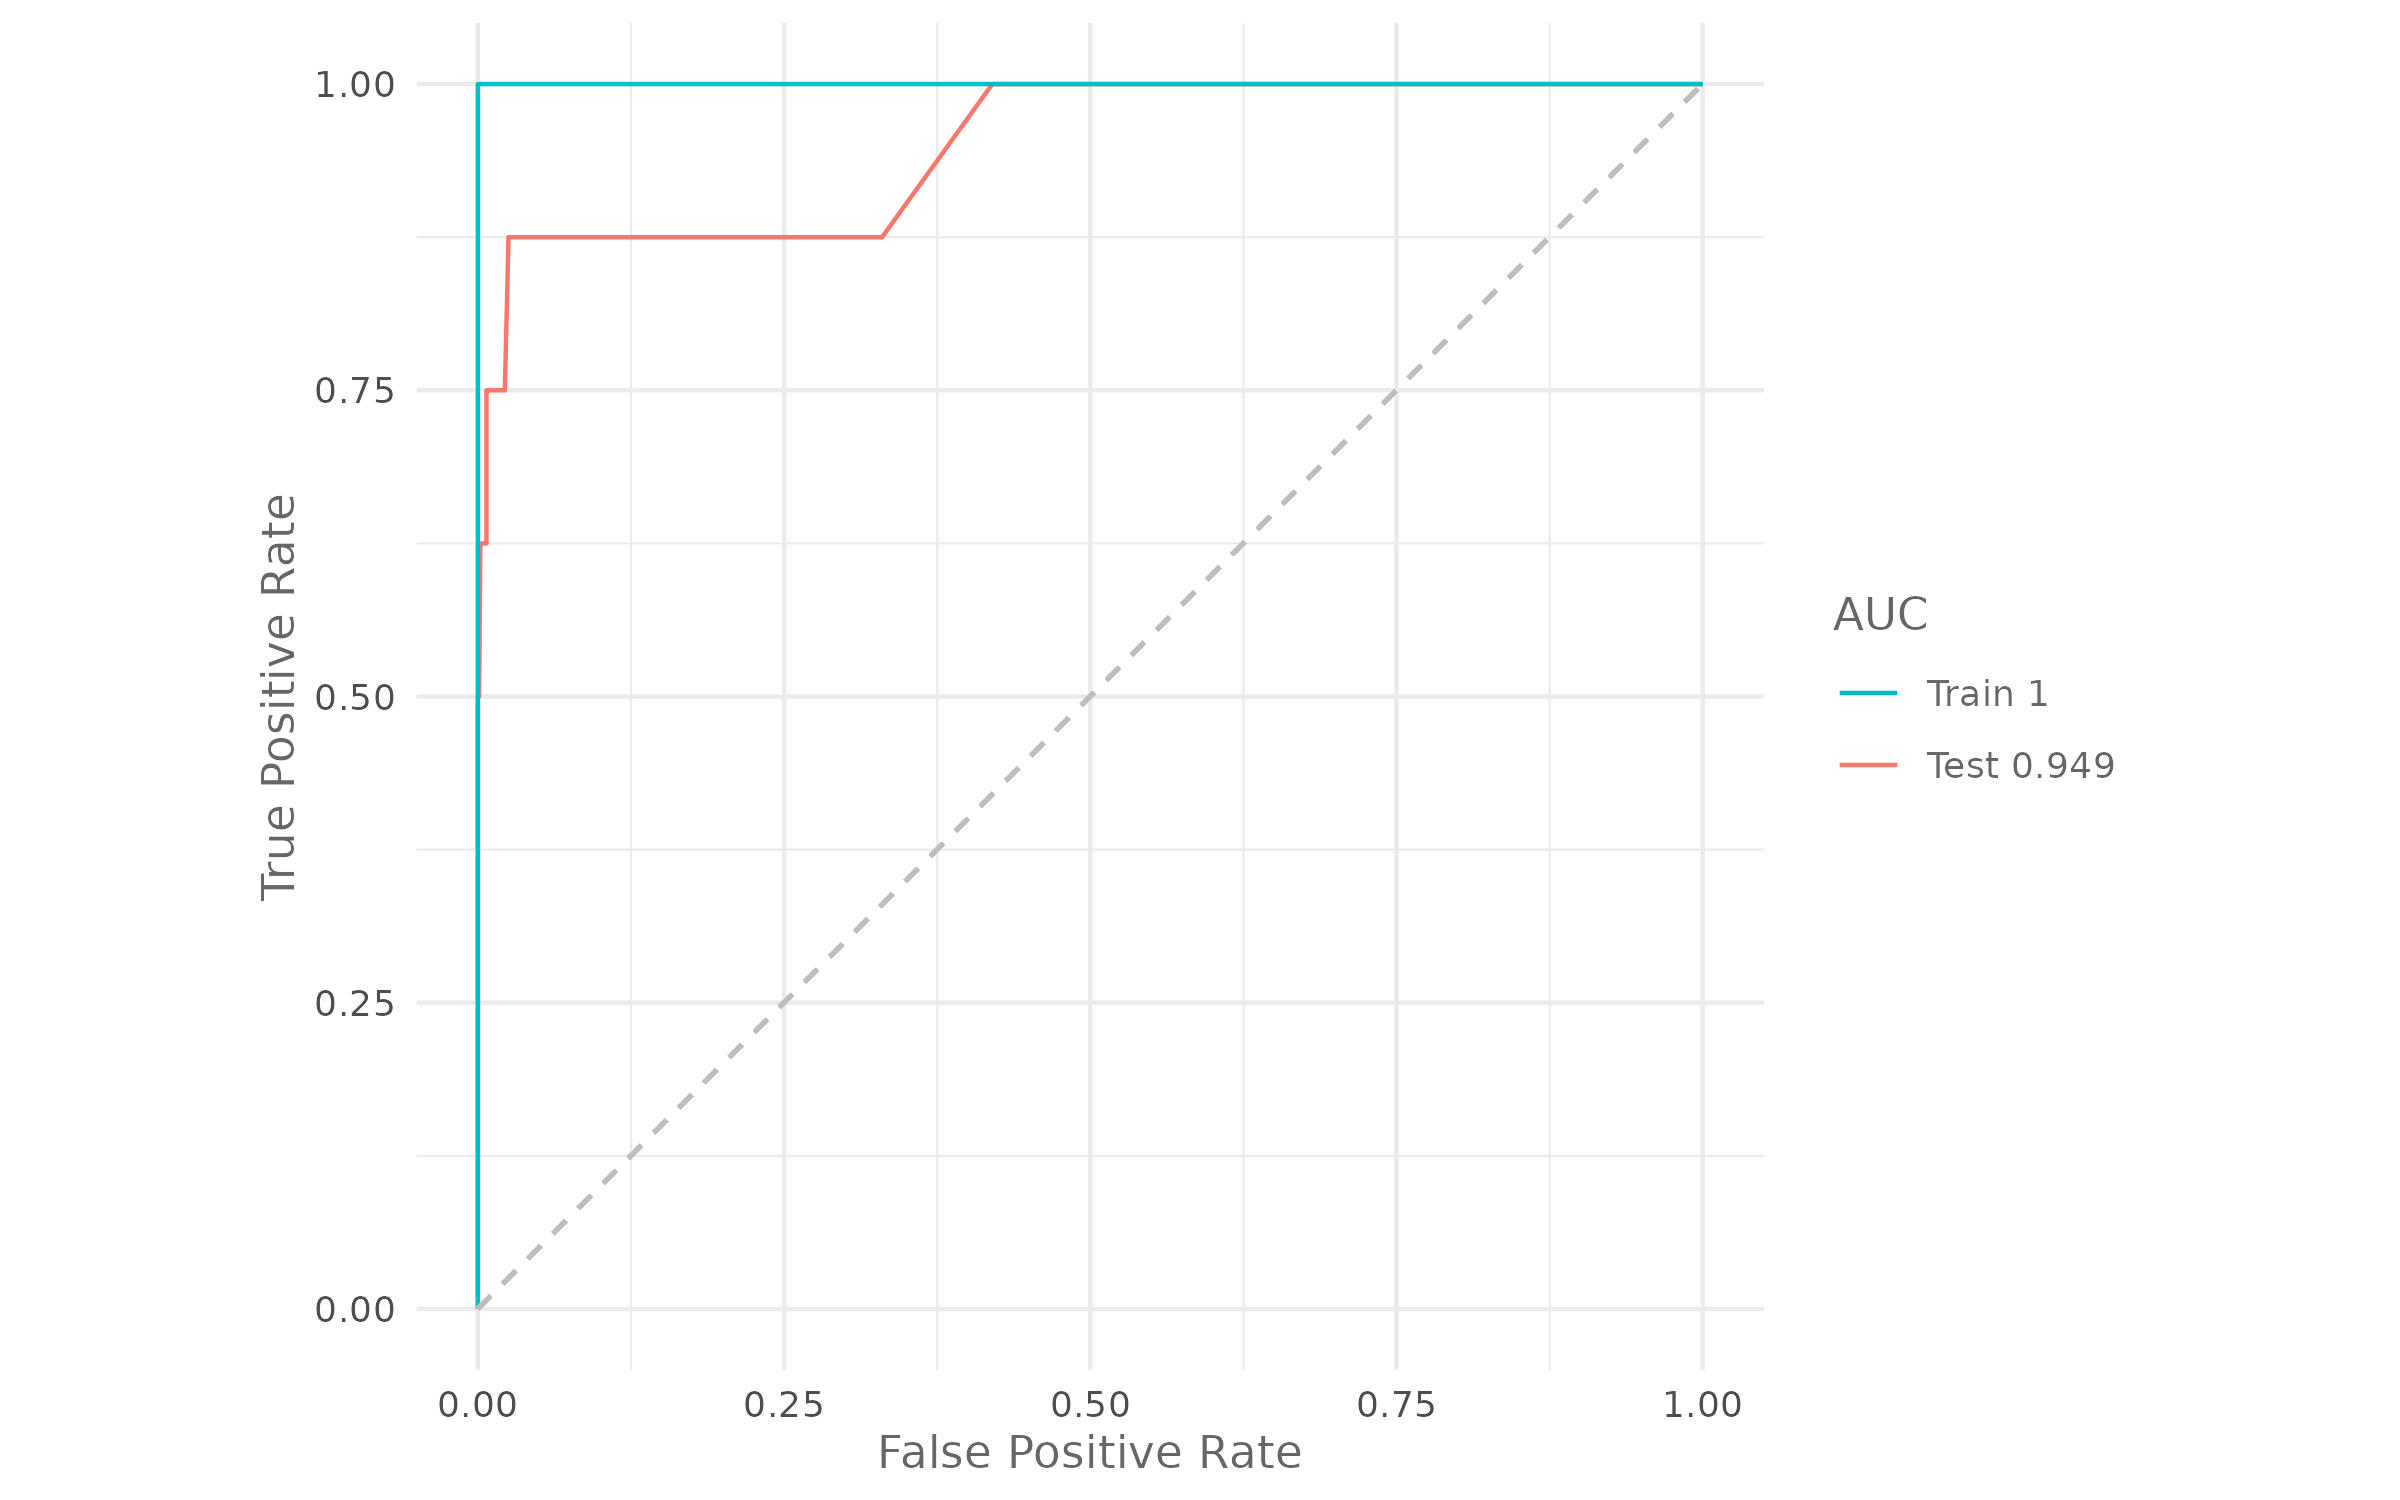 1.00
0.75
0.50
0.25
0.00
True Positive Rate
0.00 0.25 0.50 0.75 1.00
False Positive Rate
AUC
Train 1
Test 0.949